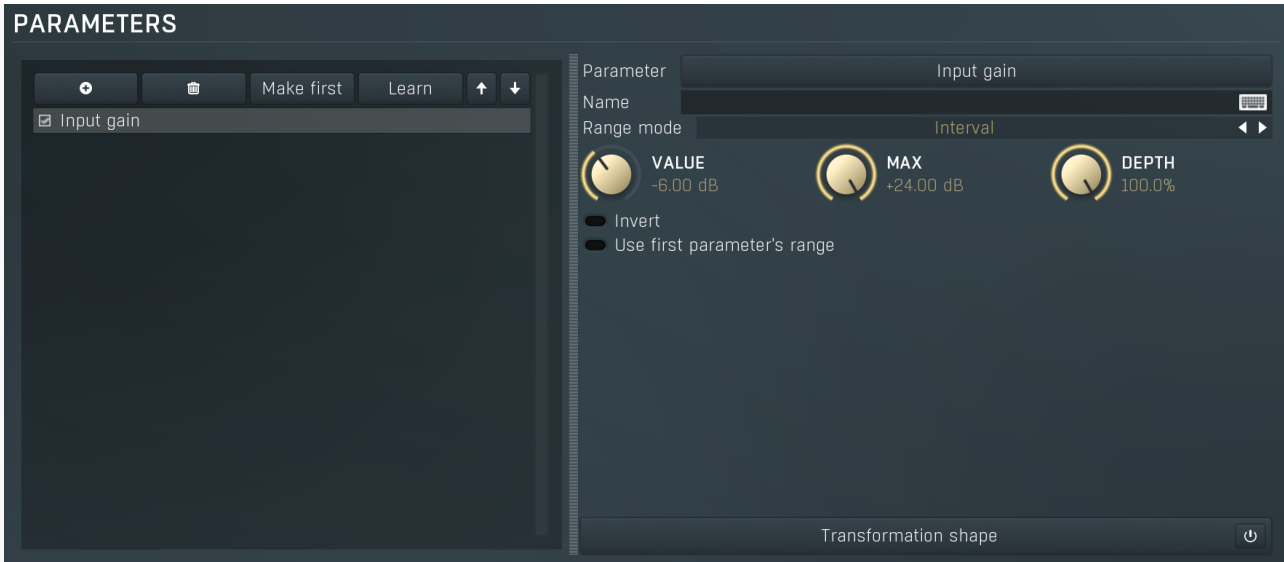 PARAMETERS
Make first Learn
Input gain
Parameter Input gain
Name
Range mode Interval
VALUE MAX DEPTH
-6.00 dB +24.00 dB 100.0%
Invert
Use first parameter's range
Transformation shape